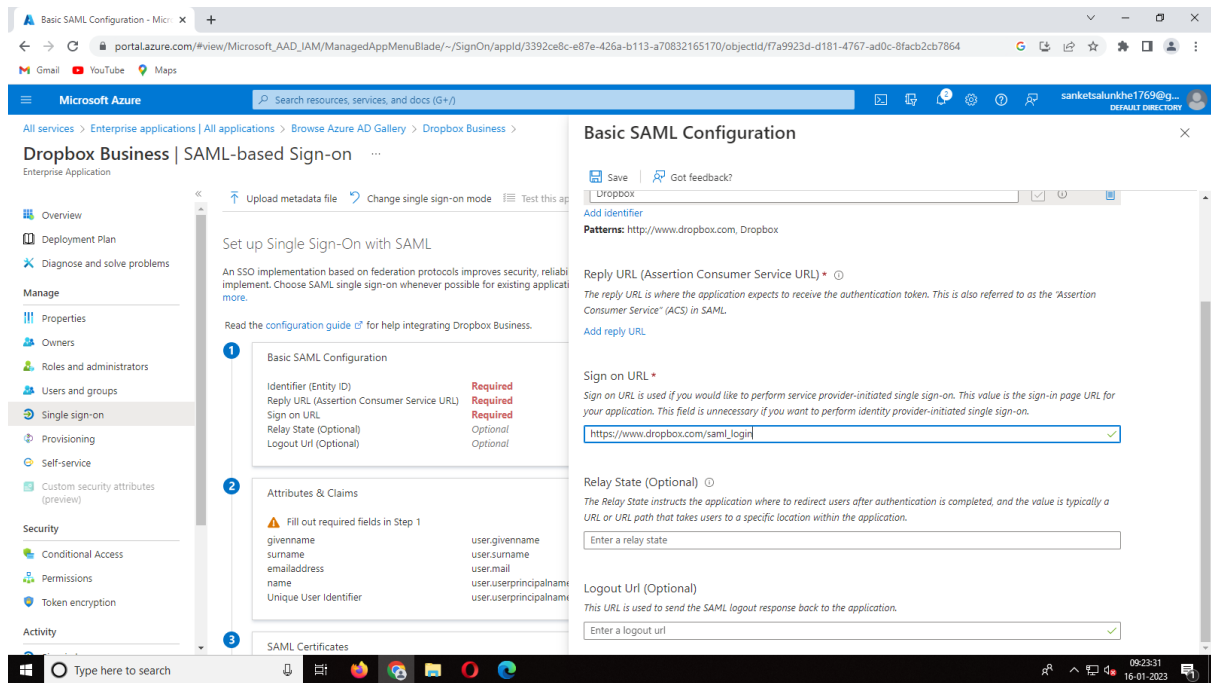 Basic SAML Configuration - Micr
portal.azure.com/#view/Microsoft_AAD_IAM/ManagedAppMenuBlade/~/SignOn/appId/3392ce8c-e87e-426a-b113-a70832165170/objectId/f7a9923d-d181-4767-ad0c-8facb2cb7864
Gmail YouTube Maps
Microsoft Azure
Search resources, services, and docs (G+/)
2
sanketsalunkhe1769@g...
DEFAULT DIRECTORY
All services > Enterprise applications | All applications > Browse Azure AD Gallery > Dropbox Business >
Dropbox Business | SAML-based Sign-on ...
Enterprise Application
Overview
Deployment Plan
Diagnose and solve problems
Manage
Properties
Owners
Roles and administrators
Users and groups
Single sign-on
Provisioning
Self-service
Custom security attributes
(preview)
Security
Conditional Access
Permissions
Token encryption
Activity
Upload metadata file Change single sign-on mode Test this ap
Set up Single Sign-On with SAML
An SSO implementation based on federation protocols improves security, reliabi
implement. Choose SAML single sign-on whenever possible for existing applicati
more.
Read the configuration guide for help integrating Dropbox Business.
1
Basic SAML Configuration
Identifier (Entity ID) Required
Reply URL (Assertion Consumer Service URL) Required
Sign on URL Required
Relay State (Optional) Optional
Logout Url (Optional) Optional
2
Attributes & Claims
Fill out required fields in Step 1
givenname user.givenname
surname user.surname
emailaddress user.mail
name user.userprincipalname
Unique User Identifier user.userprincipalname
3
SAML Certificates
Basic SAML Configuration
Save Got feedback?
Dropbox
Add identifier
Patterns: http://www.dropbox.com, Dropbox
Reply URL (Assertion Consumer Service URL) *
The reply URL is where the application expects to receive the authentication token. This is also referred to as the "Assertion
Consumer Service" (ACS) in SAML.
Add reply URL
Sign on URL *
Sign on URL is used if you would like to perform service provider-initiated single sign-on. This value is the sign-in page URL for
your application. This field is unnecessary if you want to perform identity provider-initiated single sign-on.
https://www.dropbox.com/saml_login
Relay State (Optional)
The Relay State instructs the application where to redirect users after authentication is completed, and the value is typically a
URL or URL path that takes users to a specific location within the application.
Enter a relay state
Logout Url (Optional)
This URL is used to send the SAML logout response back to the application.
Enter a logout url
Type here to search
09:23:31
16-01-2023
1